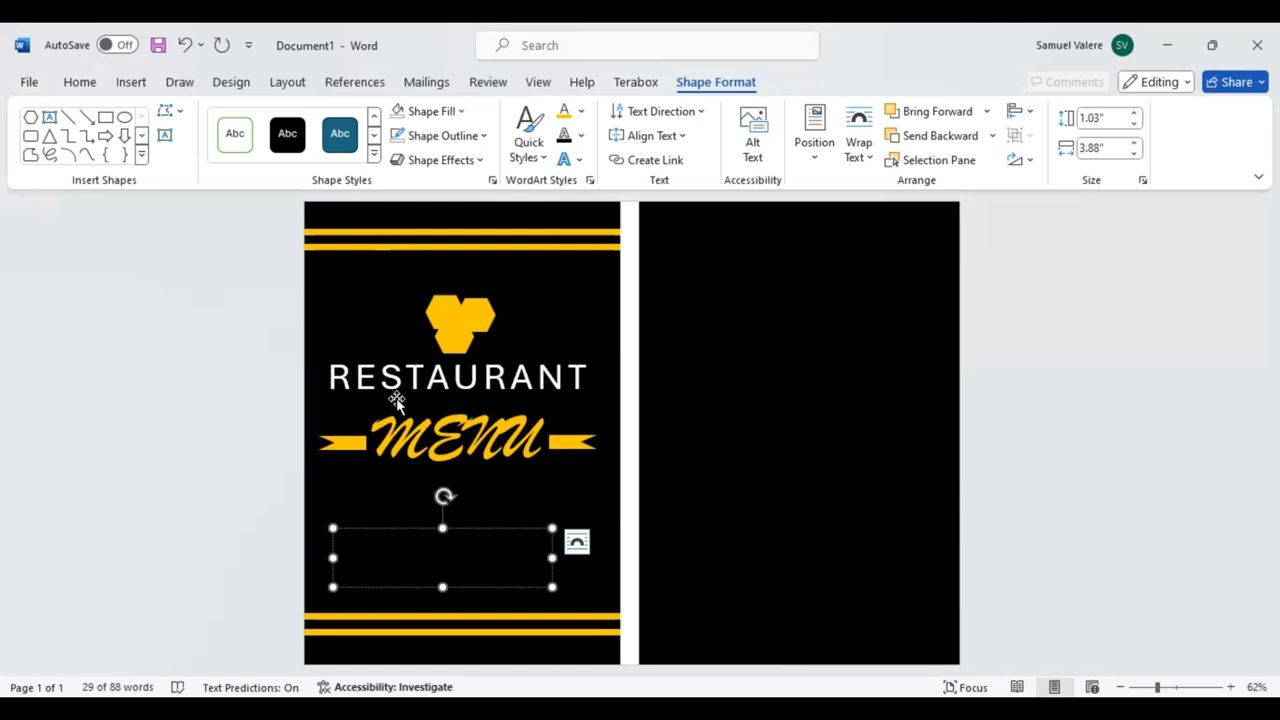 AutoSave Off Document1 - Word Search Samuel Valere SV
File Home Insert Draw Design Layout References Mailings Review View Help Terabox Shape Format Comments Editing Share
Shape Fill
Shape Outline
Shape Effects
Abc Abc Abc
Quick
Styles
A
A
A
Text Direction
Align Text
Create Link
Alt
Text
Position
Wrap
Text
Bring Forward
Send Backward
Selection Pane
1.03"
3.88"
Insert Shapes Shape Styles WordArt Styles Text Accessibility Arrange Size
RESTAURANT
MENU
Page 1 of 1 29 of 88 words Text Predictions: On Accessibility: Investigate Focus 62%